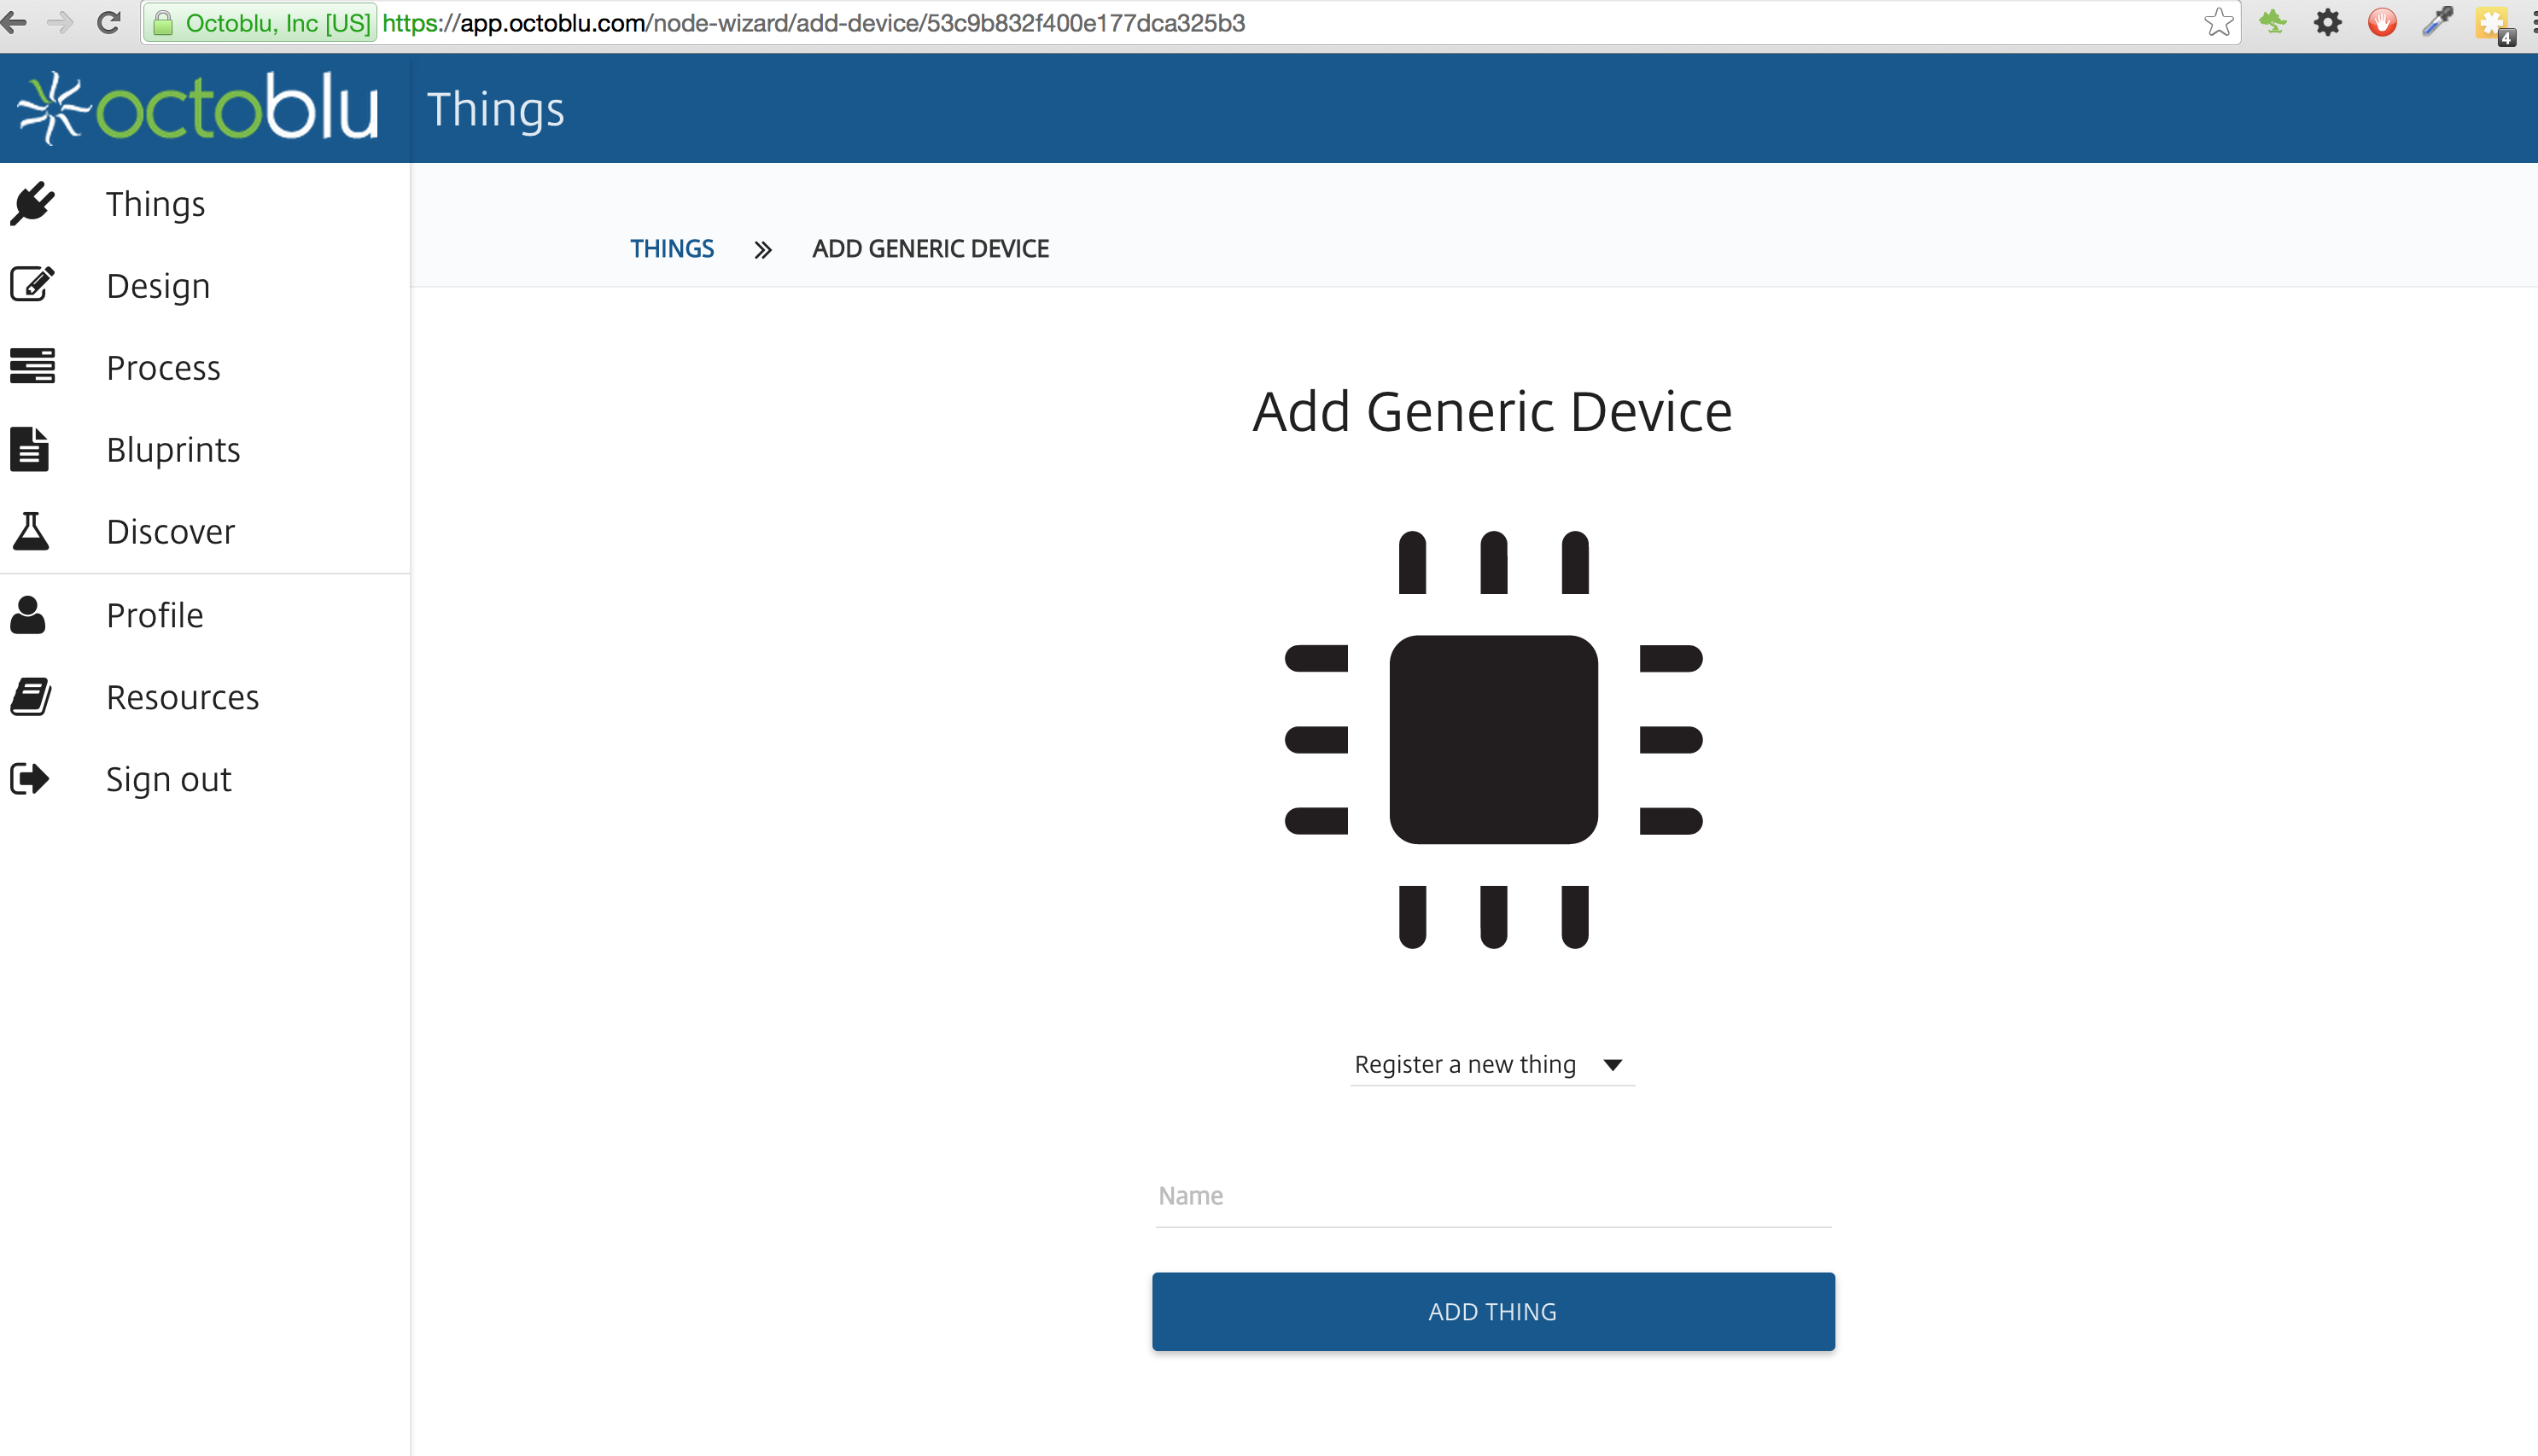 Octoblu, Inc [US] https://app.octoblu.com/node-wizard/add-device/53c9b832f400e177dca325b3
4
octoblu
Things
Things
Design
Process
Bluprints
Discover
Profile
Resources
Sign out
THINGS » ADD GENERIC DEVICE
Add Generic Device
Register a new thing
Name
ADD THING